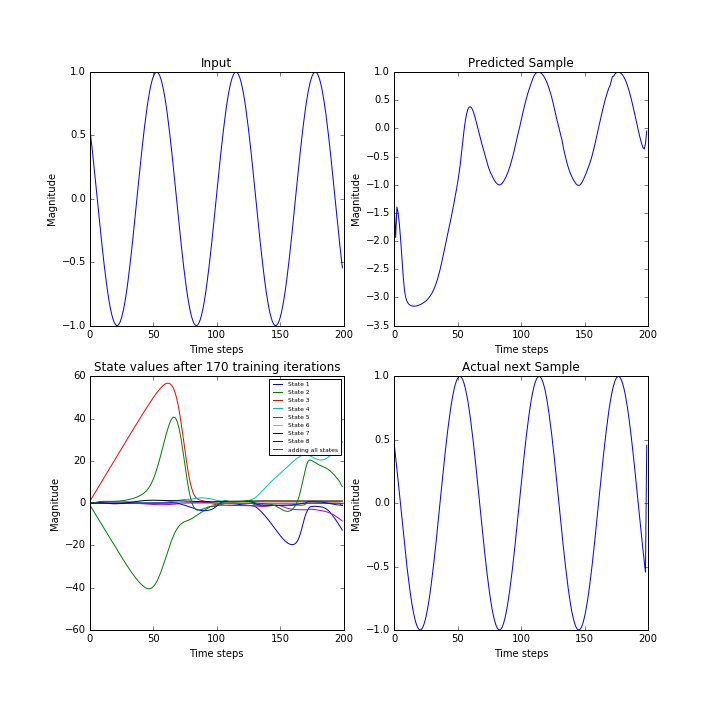 Input
1.0
0.5
0.0
−0.5
−1.0
0 50 100 150 200
Magnitude
Time steps
Predicted Sample
1.0
0.5
0.0
−0.5
−1.0
−1.5
−2.0
−2.5
−3.0
−3.5
0 50 100 150 200
Magnitude
Time steps
State values after 170 training iterations
60
40
20
0
−20
−40
−60
0 50 100 150 200
Magnitude
Time steps
State 1
State 2
State 3
State 4
State 5
State 6
State 7
State 8
adding all states
Actual next Sample
1.0
0.5
0.0
−0.5
−1.0
0 50 100 150 200
Magnitude
Time steps